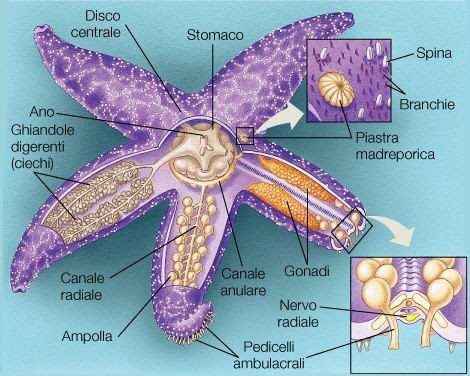 Disco
centrale
Stomaco
Spina
Branchie
Piastra
madreporica
Ano
Ghiandole
digerenti
(ciechi)
Canale
radiale
Canale
anulare
Gonadi
Ampolla
Nervo
radiale
Pedicelli
ambulacrali